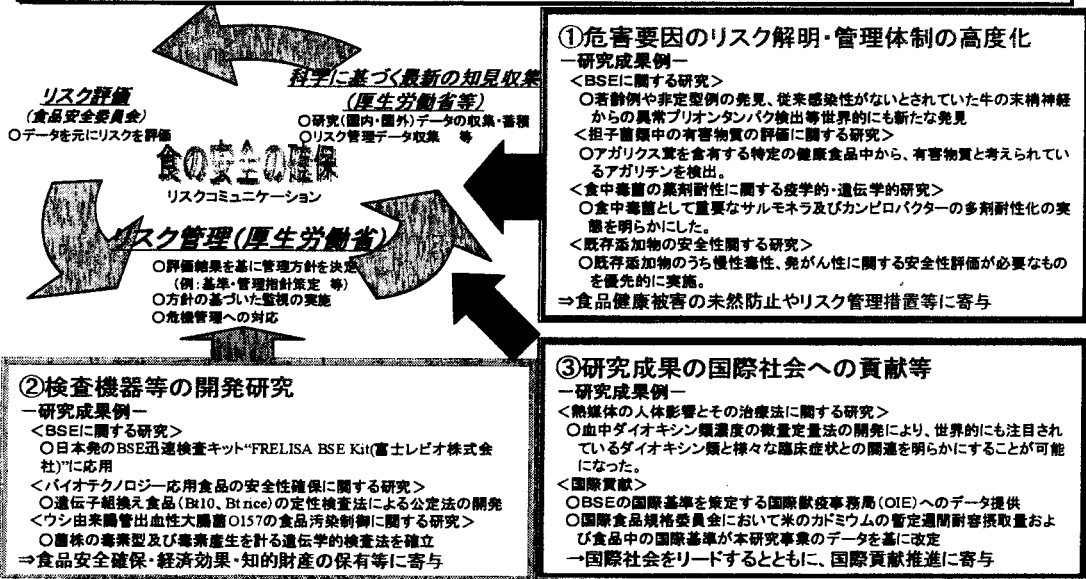 科学に基づく最新の知見収集
(厚生労働省等)
○研究(国内・国外)データの収集・蓄積
○リスク管理データ収集 等
リスク評価
(食品安全委員会)
○データを元にリスクを評価
食の安全の確保
リスクコミュニケーション
リスク管理(厚生労働省)
○評価結果を基に管理方針を決定
(例:基準・管理指針策定 等)
○方針の基づいた監視の実施
○危機管理への対応
①危害要因のリスク解明・管理体制の高度化
ー研究成果例ー
<BSEに関する研究>
○若齢例や非定型例の発見、従来感染性がないとされていた牛の末梢神経
からの異常プリオンタンパク検出等世界的にも新たな発見
<担子菌類中の有害物質の評価に関する研究>
○アガリクス茸を含有する特定の健康食品中から、有害物質と考えられてい
るアガリチンを検出。
<食中毒菌の薬剤耐性に関する疫学的・遺伝学的研究>
○食中毒菌として重要なサルモネラ及びカンピロバクターの多剤耐性化の実
態を明らかにした。
<既存添加物の安全性関する研究>
○既存添加物のうち慢性毒性、発がん性に関する安全性評価が必要なもの
を優先的に実施。
⇒食品健康被害の未然防止やリスク管理措置等に寄与
②検査機器等の開発研究
ー研究成果例ー
<BSEに関する研究>
○日本発のBSE迅速検査キット“FRELISA BSE Kit(富士レビオ株式会
社)”に応用
<バイオテクノロジー応用食品の安全性確保に関する研究>
○遺伝子組換え食品(Bt10、Bt rice)の定性検査法による公定法の開発
<ウシ由来腸管出血性大腸菌O157の食品汚染制御に関する研究>
○菌株の毒素型及び毒素産生を計る遺伝学的検査法を確立
⇒食品安全確保・経済効果・知的財産の保有等に寄与
③研究成果の国際社会への貢献等
ー研究成果例ー
<熱媒体の人体影響とその治療法に関する研究>
○血中ダイオキシン類濃度の微量定量法の開発により、世界的にも注目され
ているダイオキシン類と様々な臨床症状との関連を明らかにすることが可能
になった。
<国際貢献>
○BSEの国際基準を策定する国際獣疫事務局(OIE)へのデータ提供
○国際食品規格委員会において米のカドミウムの暫定週間耐容摂取量およ
び食品中の国際基準が本研究事業のデータを基に改定
→国際社会をリードするとともに、国際貢献推進に寄与